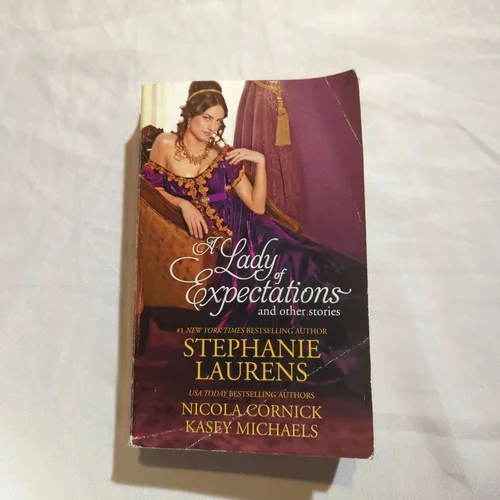 A Lady
of
Expectations
and other stories
#1 NEW YORK TIMES BESTSELLING AUTHOR
STEPHANIE
LAURENS
USA TODAY BESTSELLING AUTHORS
NICOLA CORNICK
KASEY MICHAELS